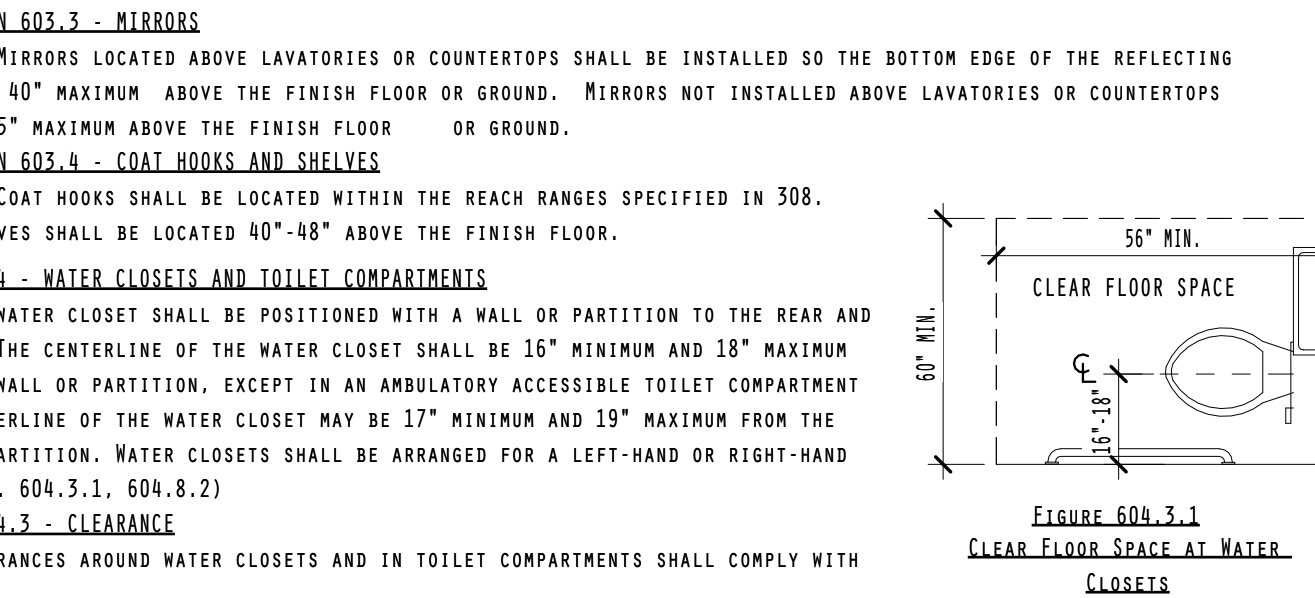 N 603.3 - MIRRORS
MIRRORS LOCATED ABOVE LAVATORIES OR COUNTERTOPS SHALL BE INSTALLED SO THE BOTTOM EDGE OF THE REFLECTING
40" MAXIMUM ABOVE THE FINISH FLOOR OR GROUND. MIRRORS NOT INSTALLED ABOVE LAVATORIES OR COUNTERTOPS
5" MAXIMUM ABOVE THE FINISH FLOOR OR GROUND.
N 603.4 - COAT HOOKS AND SHELVES
COAT HOOKS SHALL BE LOCATED WITHIN THE REACH RANGES SPECIFIED IN 308.
VES SHALL BE LOCATED 40"-48" ABOVE THE FINISH FLOOR.
4 - WATER CLOSETS AND TOILET COMPARTMENTS
WATER CLOSET SHALL BE POSITIONED WITH A WALL OR PARTITION TO THE REAR AND
THE CENTERLINE OF THE WATER CLOSET SHALL BE 16" MINIMUM AND 18" MAXIMUM
WALL OR PARTITION, EXCEPT IN AN AMBULATORY ACCESSIBLE TOILET COMPARTMENT
ERLINE OF THE WATER CLOSET MAY BE 17" MINIMUM AND 19" MAXIMUM FROM THE
ARTITION. WATER CLOSETS SHALL BE ARRANGED FOR A LEFT-HAND OR RIGHT-HAND
. 604.3.1, 604.8.2)
4.3 - CLEARANCE
RANCES AROUND WATER CLOSETS AND IN TOILET COMPARTMENTS SHALL COMPLY WITH
56" MIN.
CLEAR FLOOR SPACE
60" MIN.
CL
16"-18"
FIGURE 604.3.1
CLEAR FLOOR SPACE AT WATER
CLOSETS